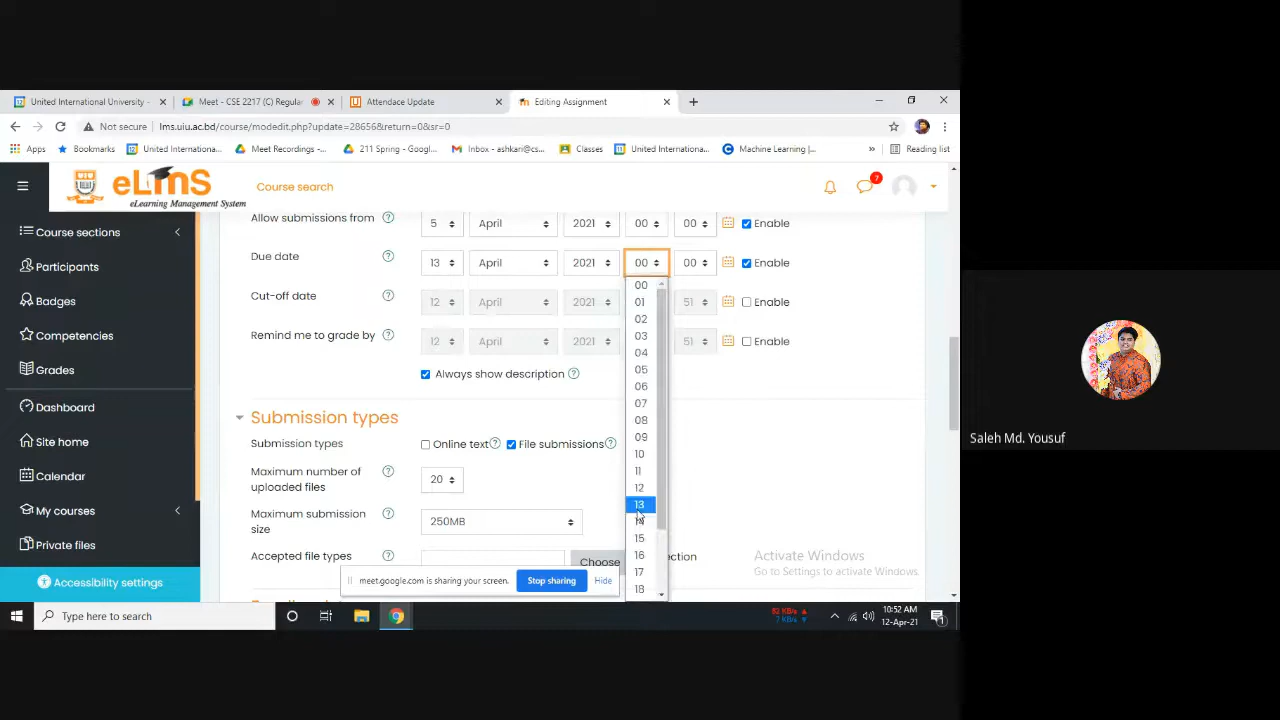 United International University -
Meet - CSE 2217 (C) Regular
Attendace Update
Editing Assignment
Not secure
lms.uiu.ac.bd/course/modedit.php?update=28656&return=0&sr=0
Apps
Bookmarks
United Internationa...
Meet Recordings -...
211 Spring - Googl...
Inbox - ashkari@cs...
Classes
United Internationa...
Machine Learning |...
»
Reading list
eLmS
eLearning Management System
Course search
7
Course sections
Participants
Badges
Competencies
Grades
Dashboard
Site home
Calendar
My courses
Private files
Accessibility settings
Allow submissions from
5 April 2021 00 00 Enable
Due date
13 April 2021 00 00 Enable
Cut-off date
12 April 2021 51 Enable
Remind me to grade by
12 April 2021 51 Enable
Always show description
00
01
02
03
04
05
06
07
08
09
10
11
12
13
14
15
16
17
18
Submission types
Submission types
Online text
File submissions
Maximum number of
uploaded files
20
Maximum submission
size
250MB
Accepted file types
Choose
ection
Activate Windows
Go to Settings to activate Windows.
meet.google.com is sharing your screen.
Stop sharing
Hide
Type here to search
10:52 AM
12-Apr-21
1
Saleh Md. Yousuf